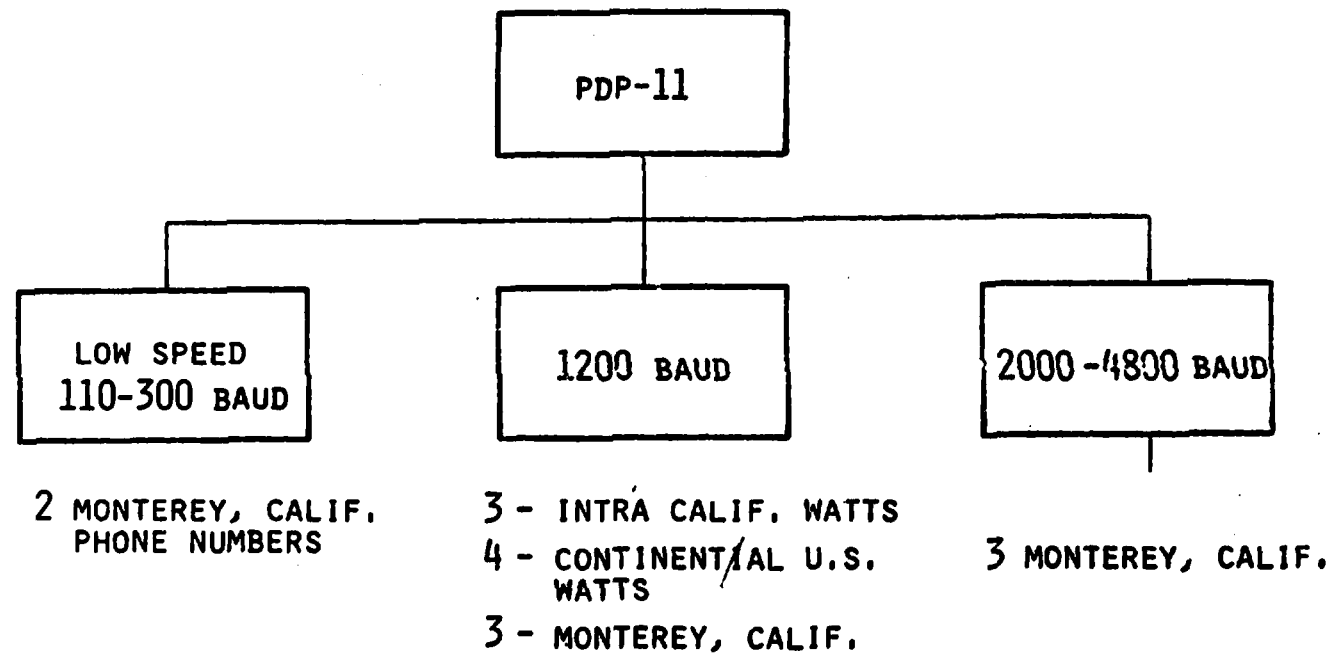 PDP-11
LOW SPEED
110-300 BAUD
1200 BAUD
2000-4800 BAUD
2 MONTEREY, CALIF.
PHONE NUMBERS
3 - INTRA CALIF. WATTS
4 - CONTINENTIAL U.S.
WATTS
3 - MONTEREY, CALIF.
3 MONTEREY, CALIF.